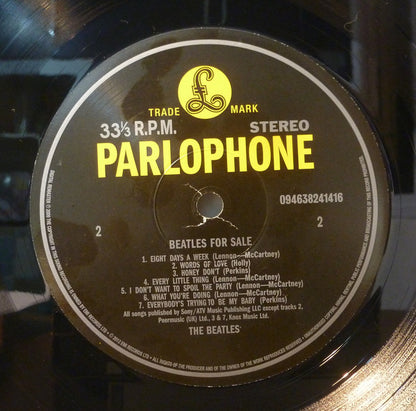 £
TRADE MARK
33⅓ R.P.M. STEREO
PARLOPHONE
094638241416
2 2
BEATLES FOR SALE
1. EIGHT DAYS A WEEK (Lennon—McCartney)
2. WORDS OF LOVE (Holly)
3. HONEY DON'T (Perkins)
4. EVERY LITTLE THING (Lennon—McCartney)
5. I DON'T WANT TO SPOIL THE PARTY (Lennon—McCartney)
6. WHAT YOU'RE DOING (Lennon—McCartney)
7. EVERYBODY'S TRYING TO BE MY BABY (Perkins)
All songs published by Sony/ATV Music Publishing LLC except tracks 2,
Peermusic (UK) Ltd., 3 & 7, Knox Music Ltd.
THE BEATLES